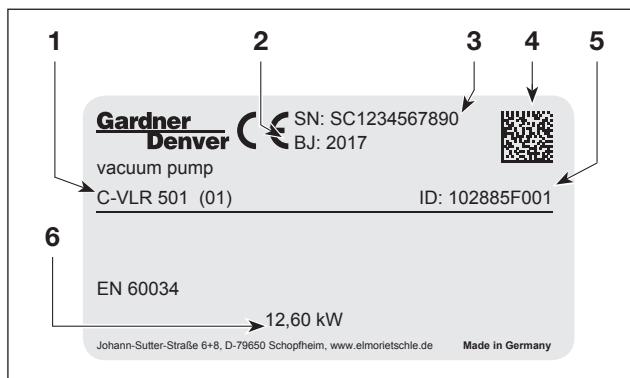 1 2 3 4 5
Gardner
Denver
CE
SN: SC1234567890
BJ: 2017
vacuum pump
C-VLR 501 (01) ID: 102885F001
6
EN 60034
12,60 kW
Johann-Sutter-Straße 6+8, D-79650 Schopfheim, www.elmorietschle.de Made in Germany